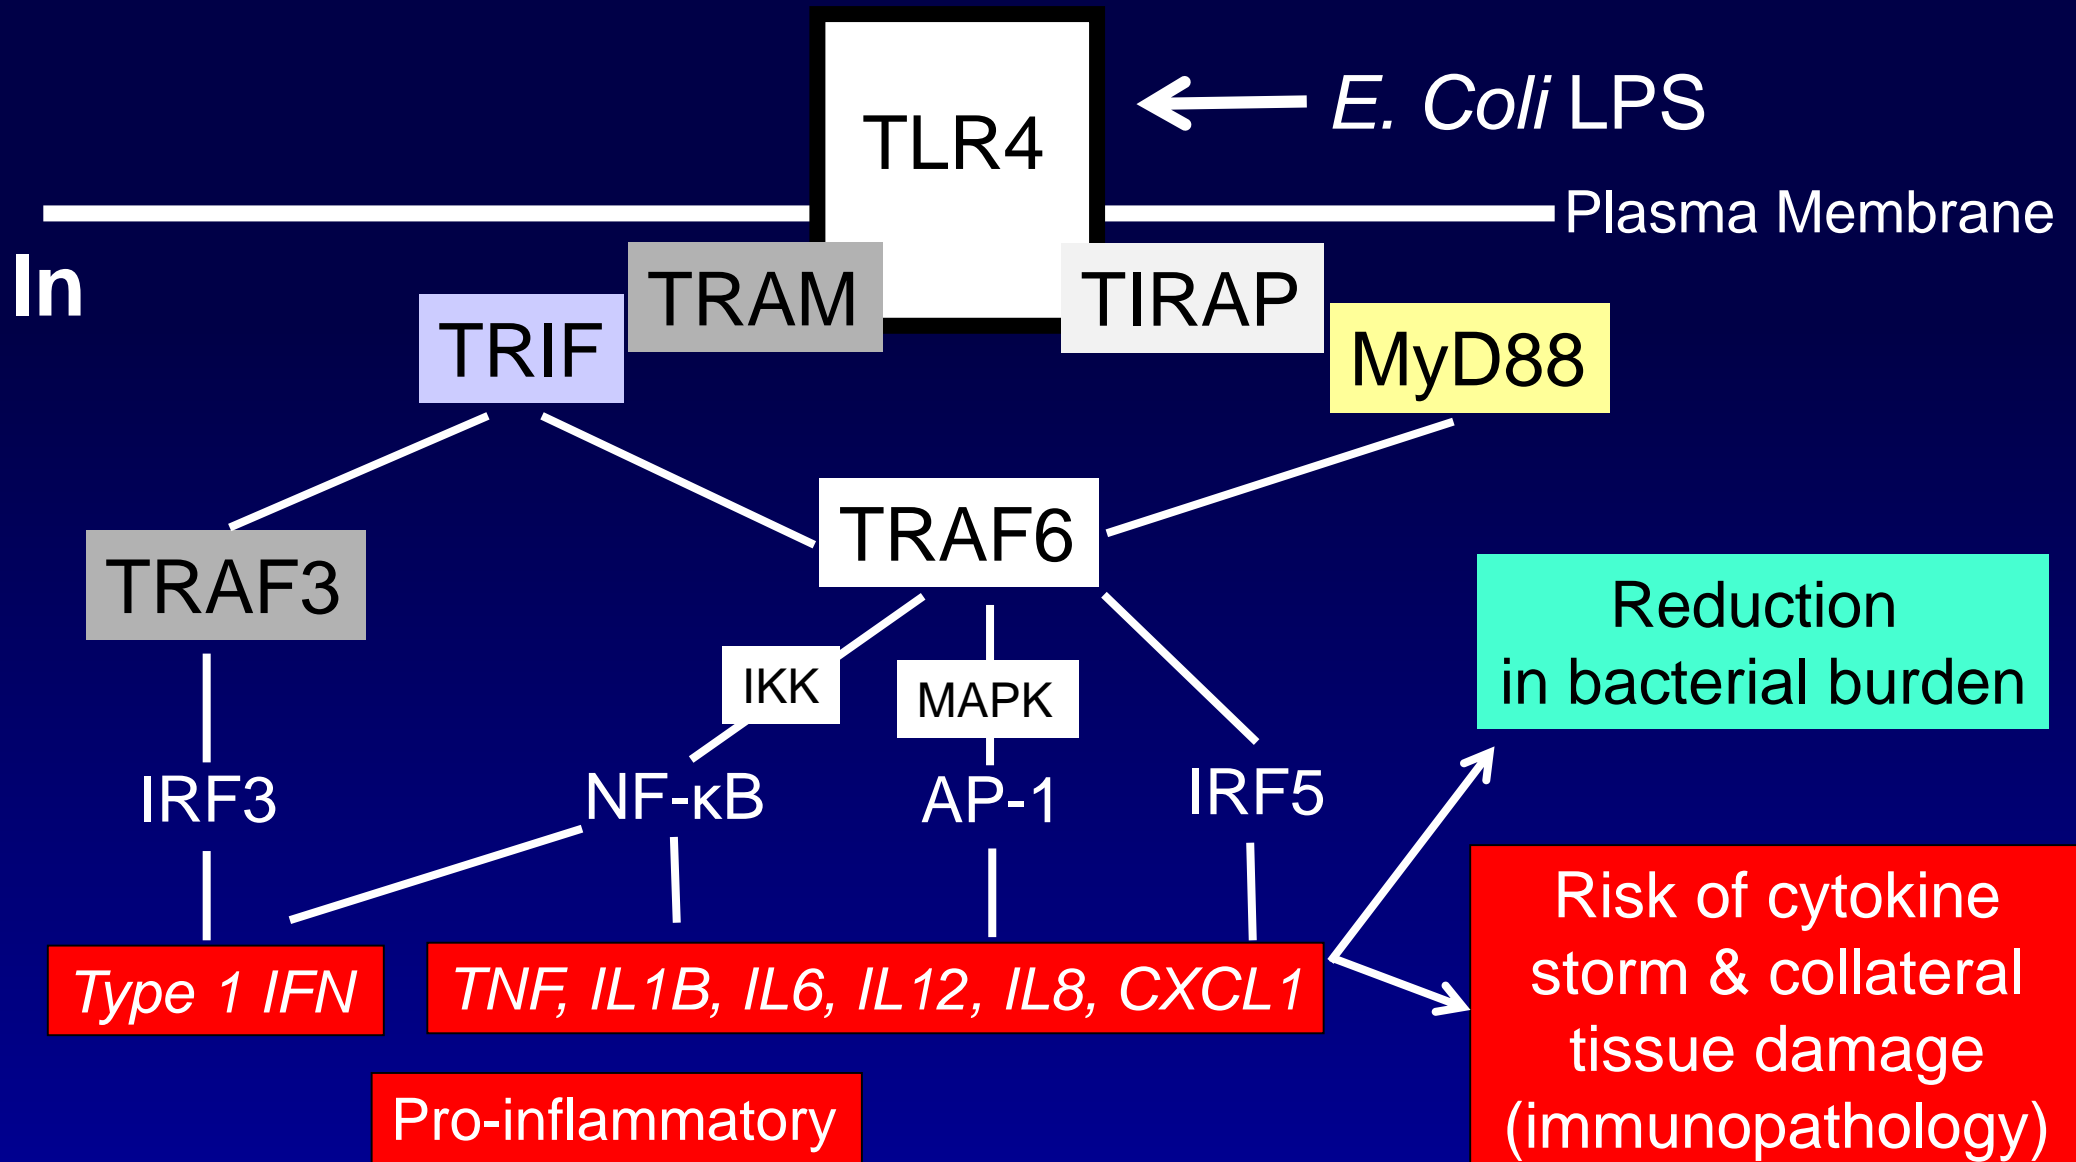 TLR4
E. Coli LPS
Plasma Membrane
In
TRAM
TIRAP
TRIF
MyD88
TRAF6
TRAF3
Reduction
in bacterial burden
IKK
MAPK
IRF3
NF-κB
AP-1
IRF5
Type 1 IFN
TNF, IL1B, IL6, IL12, IL8, CXCL1
Risk of cytokine
storm & collateral
tissue damage
(immunopathology)
Pro-inflammatory